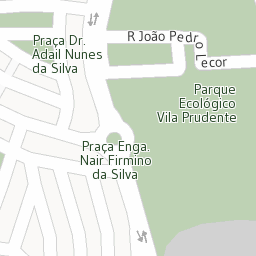 R João Pedro Lecor
Praça Dr.
Adail Nunes
da Silva
Parque
Ecológico
Vila Prudente
Praça Enga.
Nair Firmino
da Silva